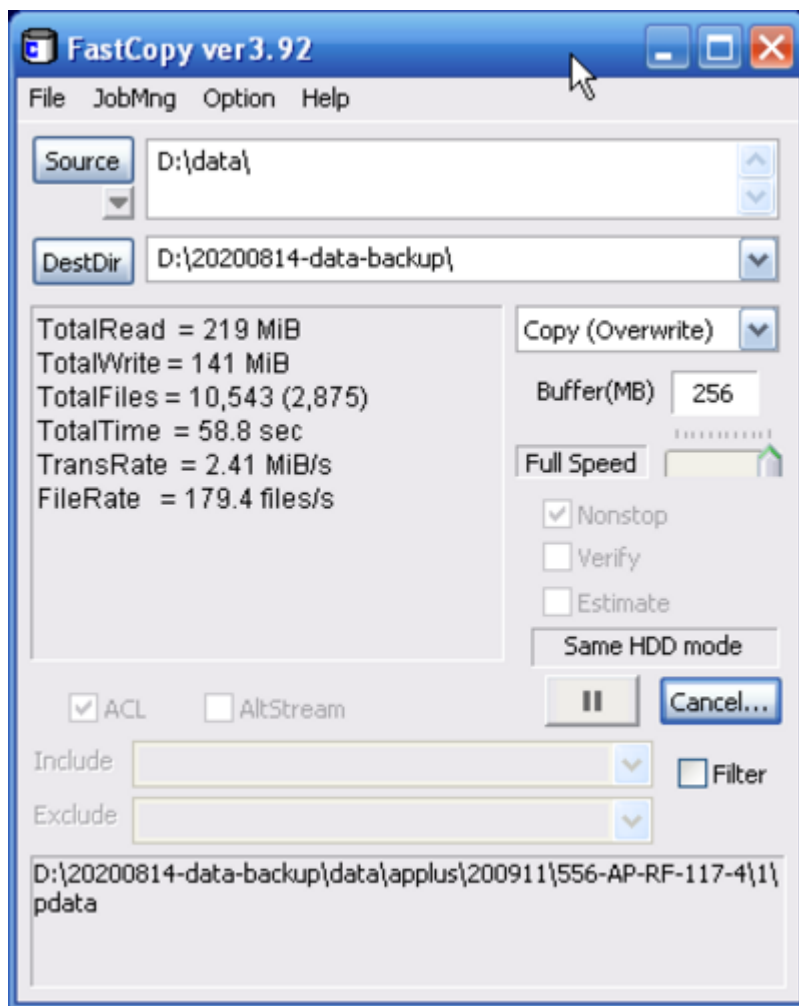 FastCopy ver3.92
File JobMng Option Help
Source D:\data\
DestDir D:\20200814-data-backup\
TotalRead = 219 MiB
TotalWrite = 141 MiB
TotalFiles = 10,543 (2,875)
TotalTime = 58.8 sec
TransRate = 2.41 MiB/s
FileRate = 179.4 files/s
Copy (Overwrite)
Buffer(MB) 256
Full Speed
Nonstop
Verify
Estimate
Same HDD mode
ACL AltStream
Cancel...
Include
Filter
Exclude
D:\20200814-data-backup\data\applus\200911\556-AP-RF-117-4\1\
pdata